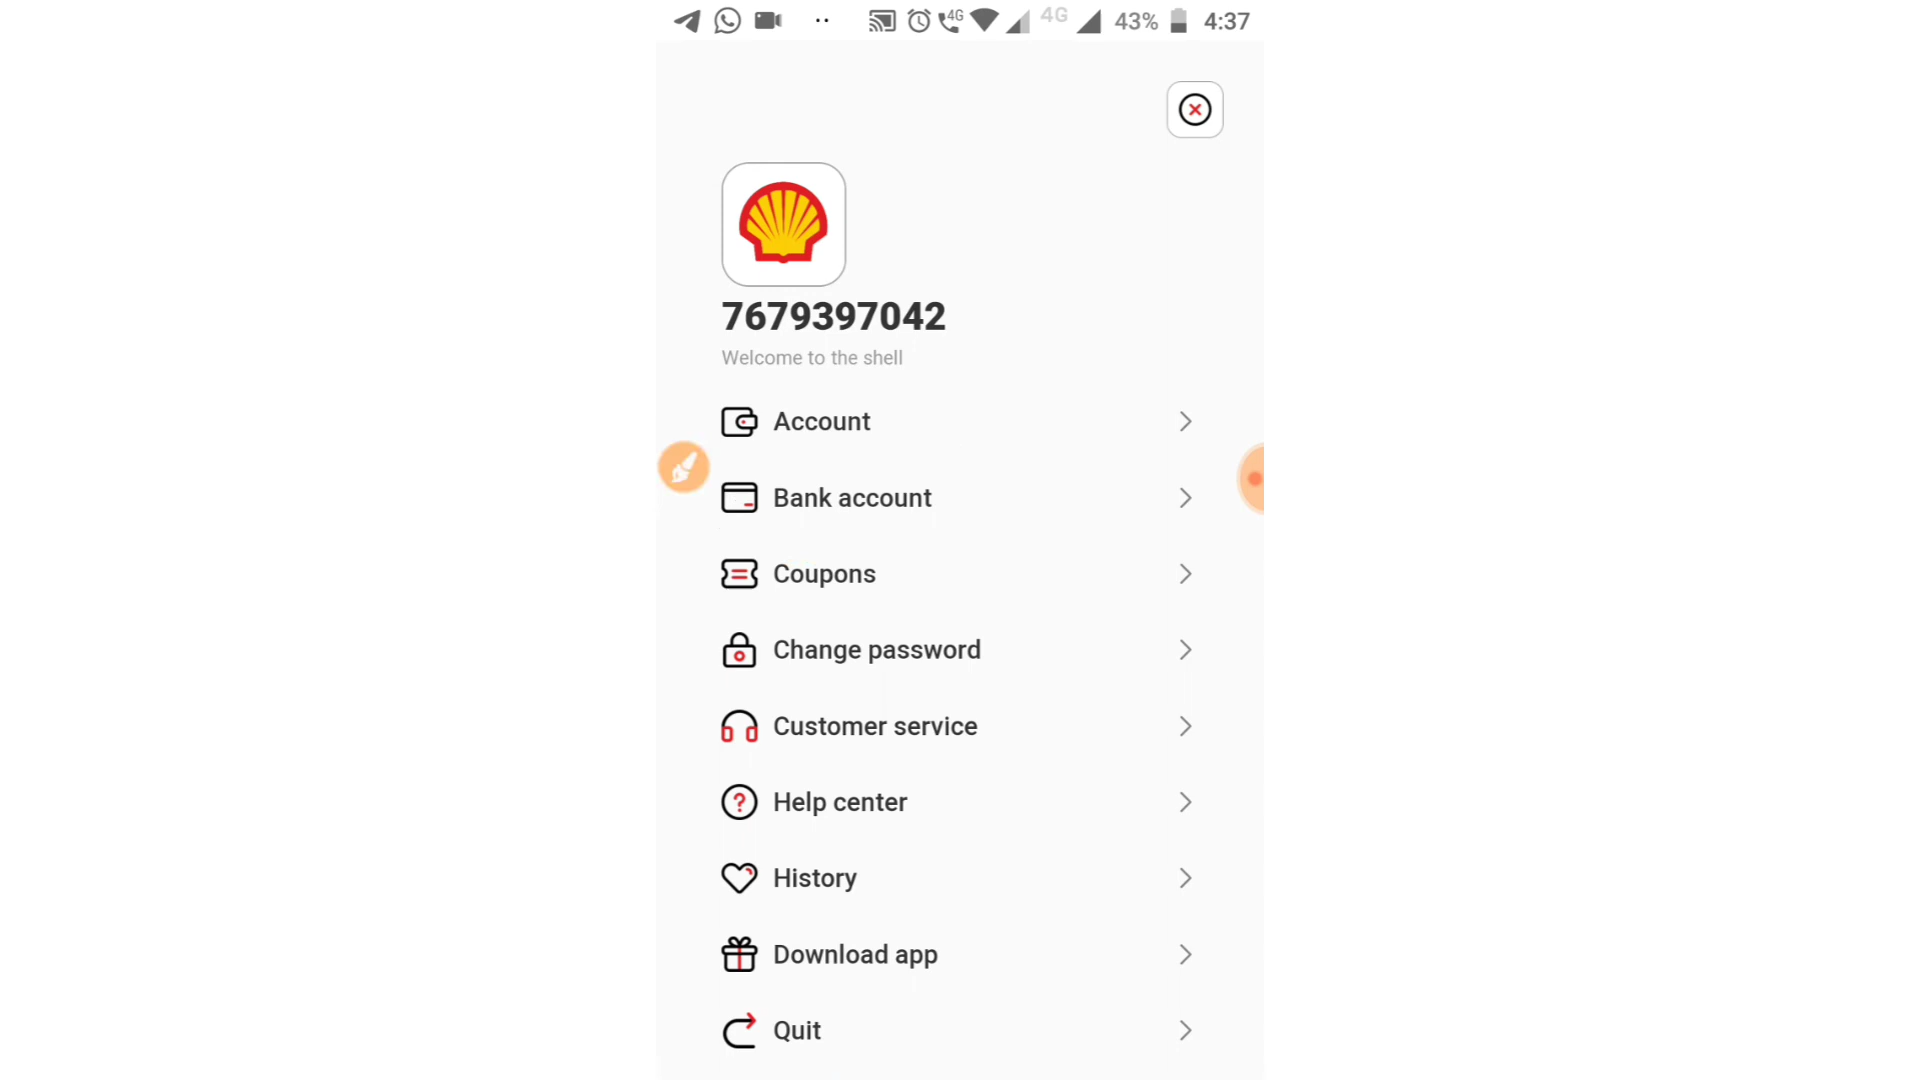 4G 4G 43% 4:37
7679397042
Welcome to the shell
Account
Bank account
Coupons
Change password
Customer service
Help center
History
Download app
Quit